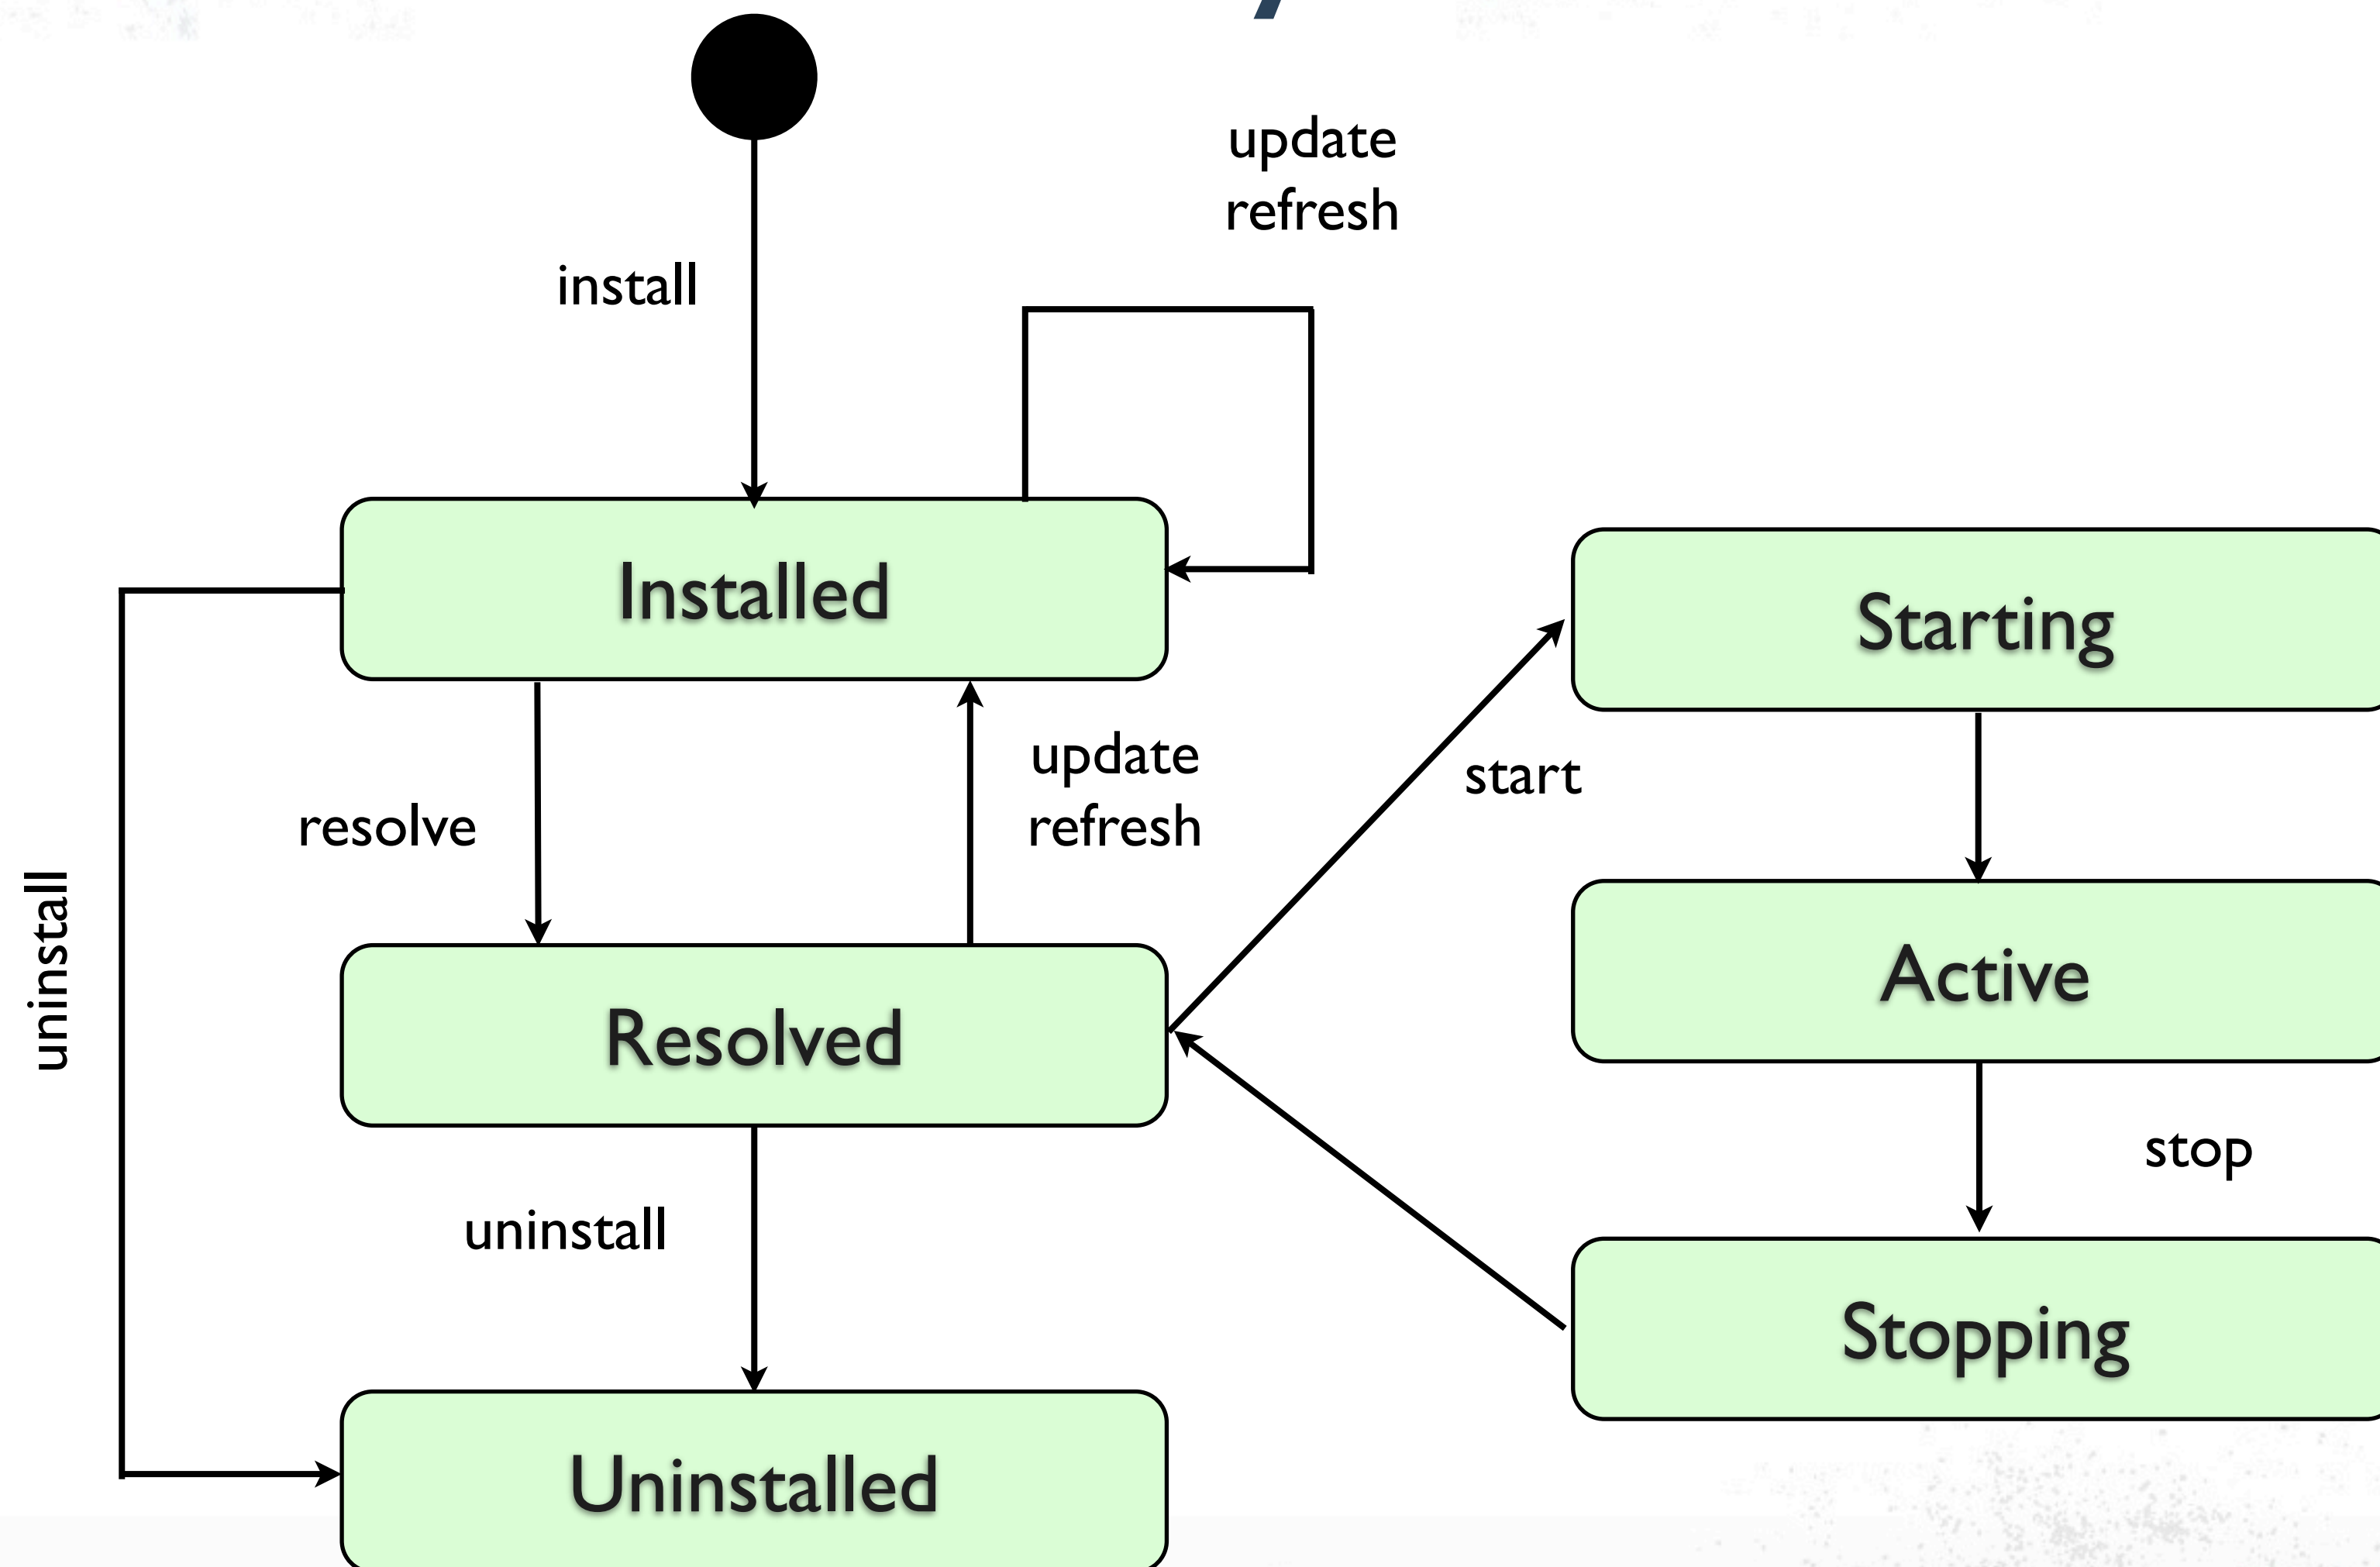 update
refresh
install
Installed
Starting
update
refresh
start
resolve
uninstall
Active
Resolved
stop
uninstall
Stopping
Uninstalled